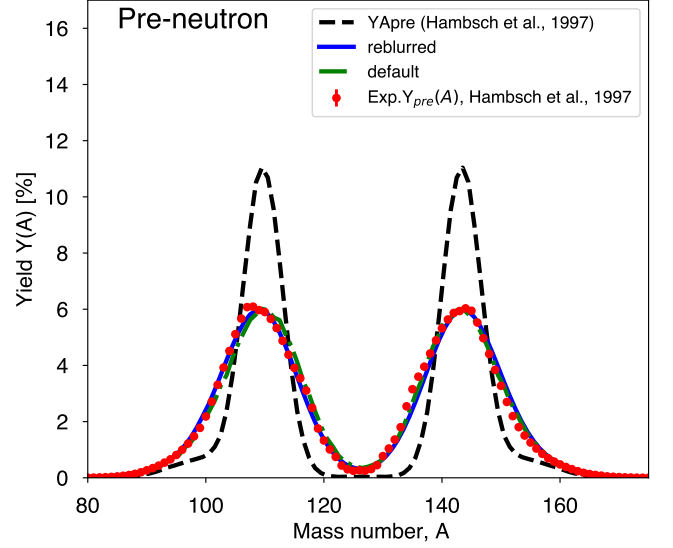 Pre-neutron
YApre (Hambsch et al., 1997)
reblurred
default
Exp.Y_pre(A), Hambsch et al., 1997
16
14
12
10
8
6
4
2
0
Yield Y(A) [%]
80
100
120
140
160
Mass number, A